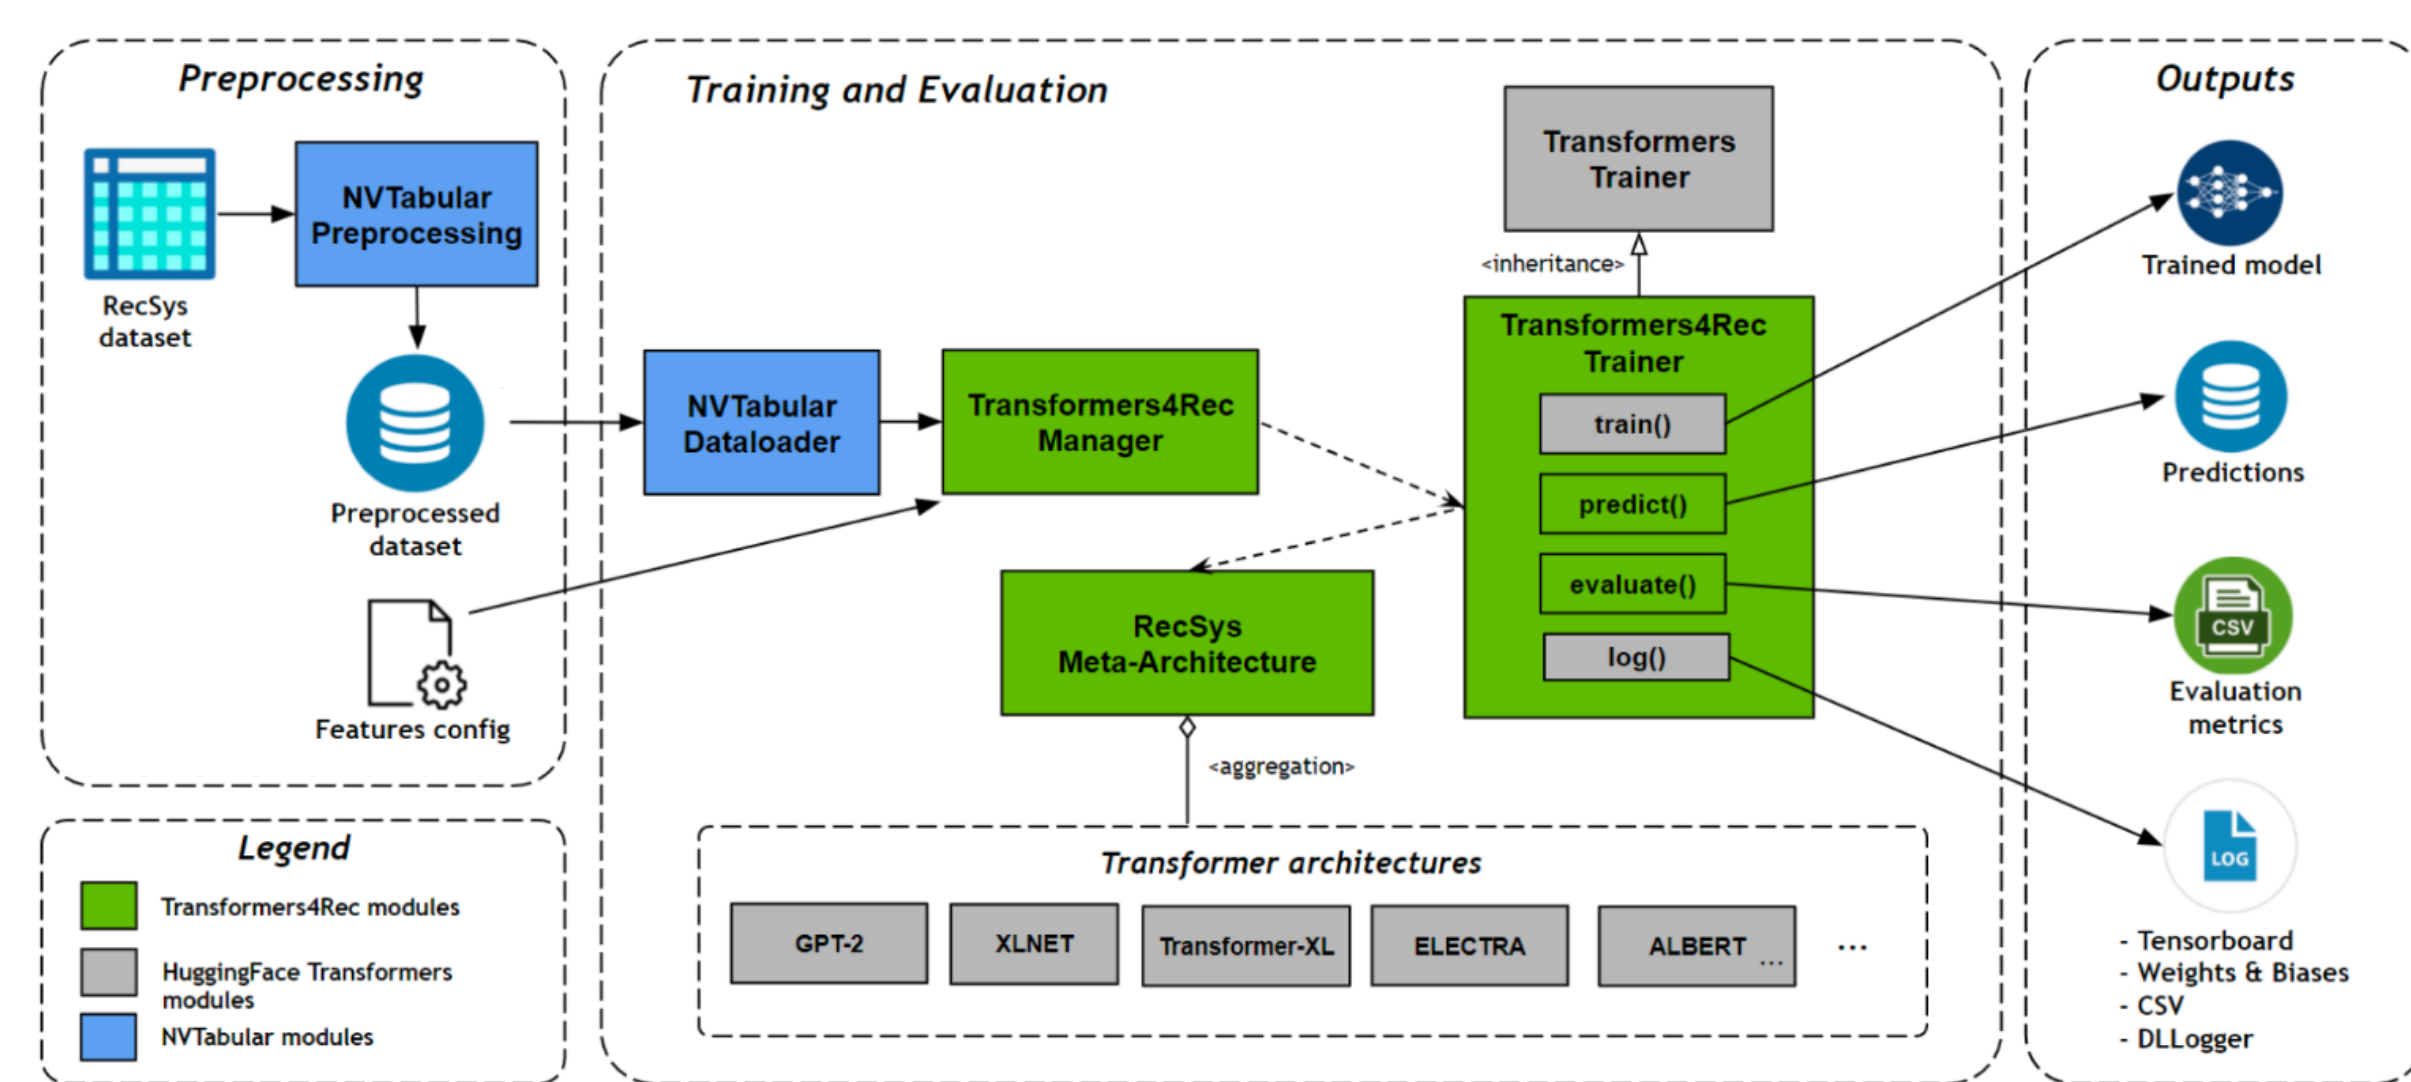 Preprocessing
RecSys
dataset
NVTabular
Preprocessing
Preprocessed
dataset
Features config
Legend
Transformers4Rec modules
HuggingFace Transformers
modules
NVTabular modules
Training and Evaluation
NVTabular
Dataloader
Transformers4Rec
Manager
Transformers
Trainer
<inheritance>
Transformers4Rec
Trainer
train()
predict()
evaluate()
log()
RecSys
Meta-Architecture
<aggregation>
Transformer architectures
GPT-2
XLNET
Transformer-XL
ELECTRA
ALBERT ...
...
Outputs
Trained model
Predictions
CSV
Evaluation
metrics
LOG
- Tensorboard
- Weights & Biases
- CSV
- DLLogger